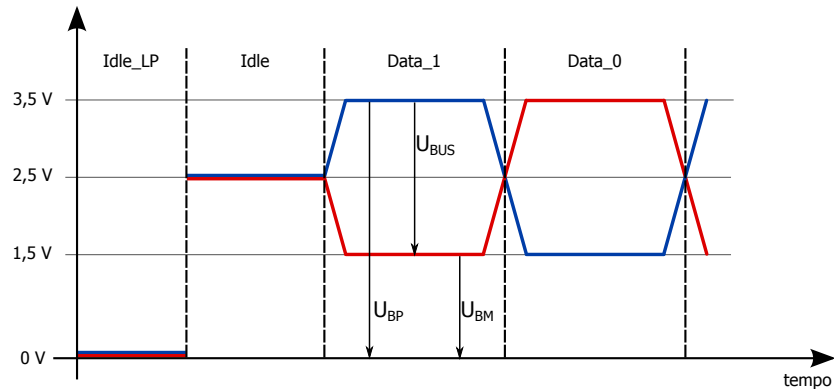 Idle_LP Idle Data_1 Data_0
3,5 V
U_BUS
2,5 V
1,5 V
U_BP U_BM
0 V
tempo